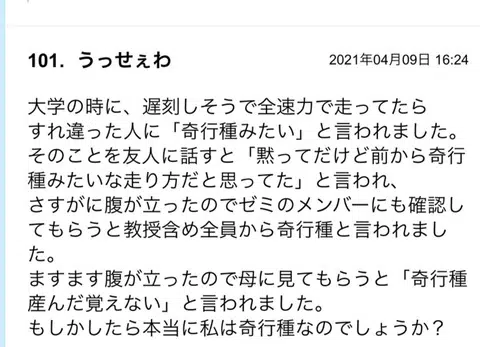 101. うっせぇわ
2021年04月09日 16:24
大学の時に、遅刻しそうで全速力で走ってたら
すれ違った人に「奇行種みたい」と言われました。
そのことを友人に話すと「黙ってだけど前から奇行
種みたいな走り方だと思ってた」と言われ、
さすがに腹が立ったのでゼミのメンバーにも確認し
てもらうと教授含め全員から奇行種と言われまし
た。
ますます腹が立ったので母に見てもらうと「奇行種
産んだ覚えない」と言われました。
もしかしたら本当に私は奇行種なのでしょうか？